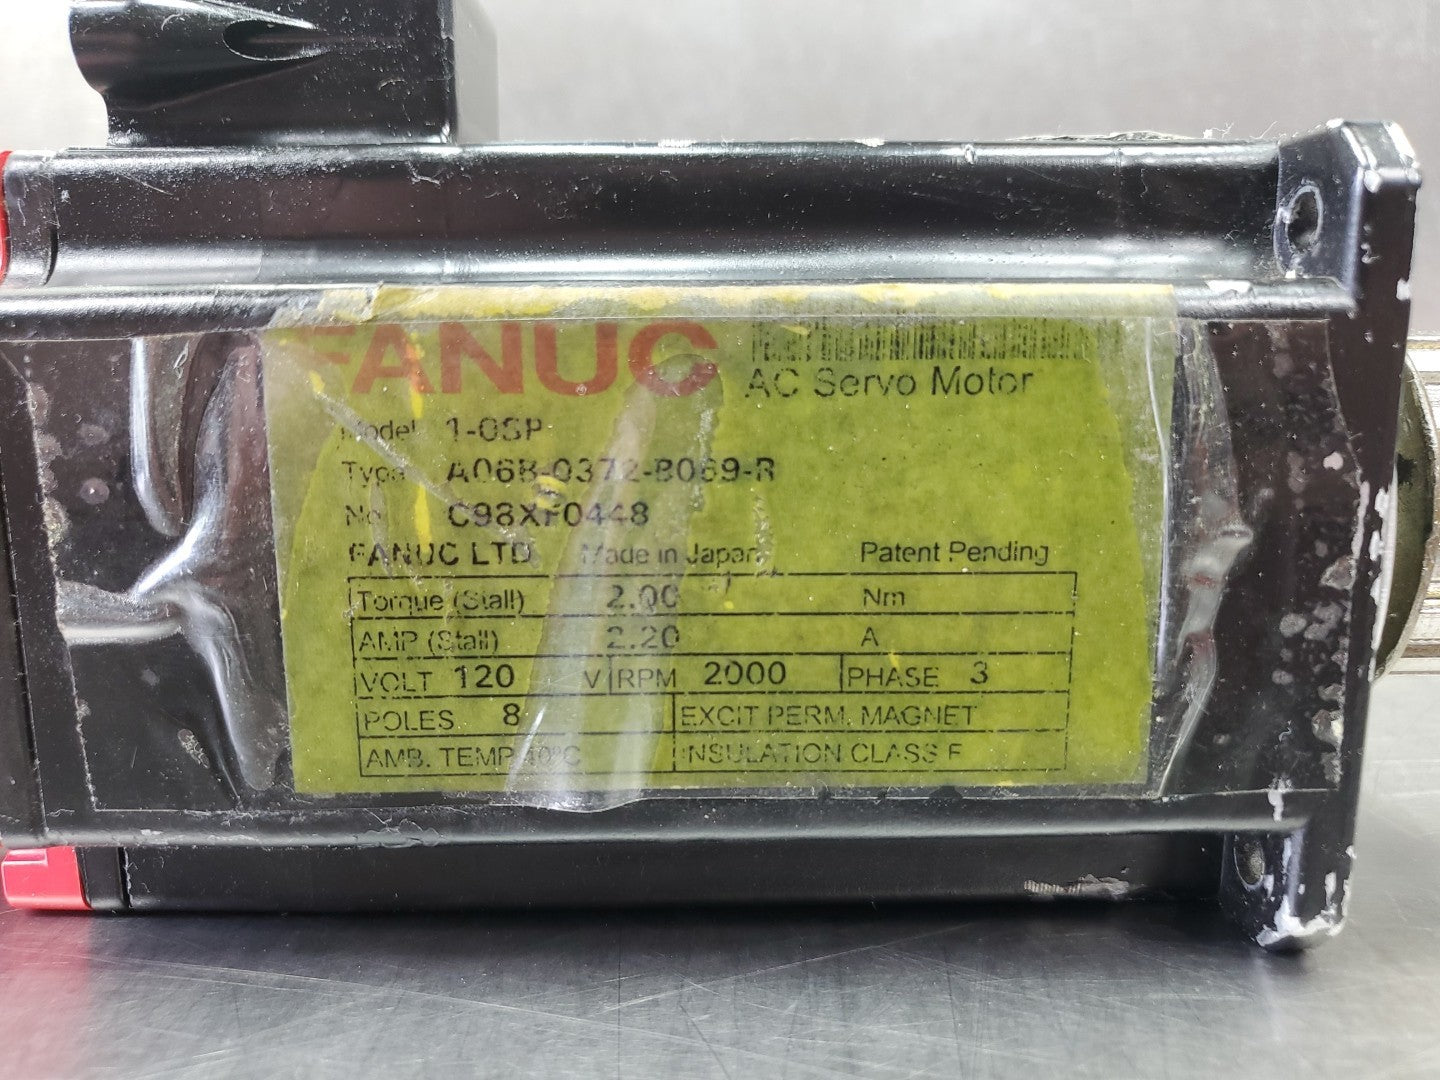 FANUC
AC Servo Motor
Model 1-0SP
Type A06B-0372-B069-R
No. C98XF0448
FANUC LTD Made in Japan Patent Pending
Torque (Stall) 2.00 Nm
AMP (Stall) 2.20 A
VOLT 120 V RPM 2000 PHASE 3
POLES 8 EXCIT PERM. MAGNET
AMB. TEMP 40°C INSULATION CLASS F